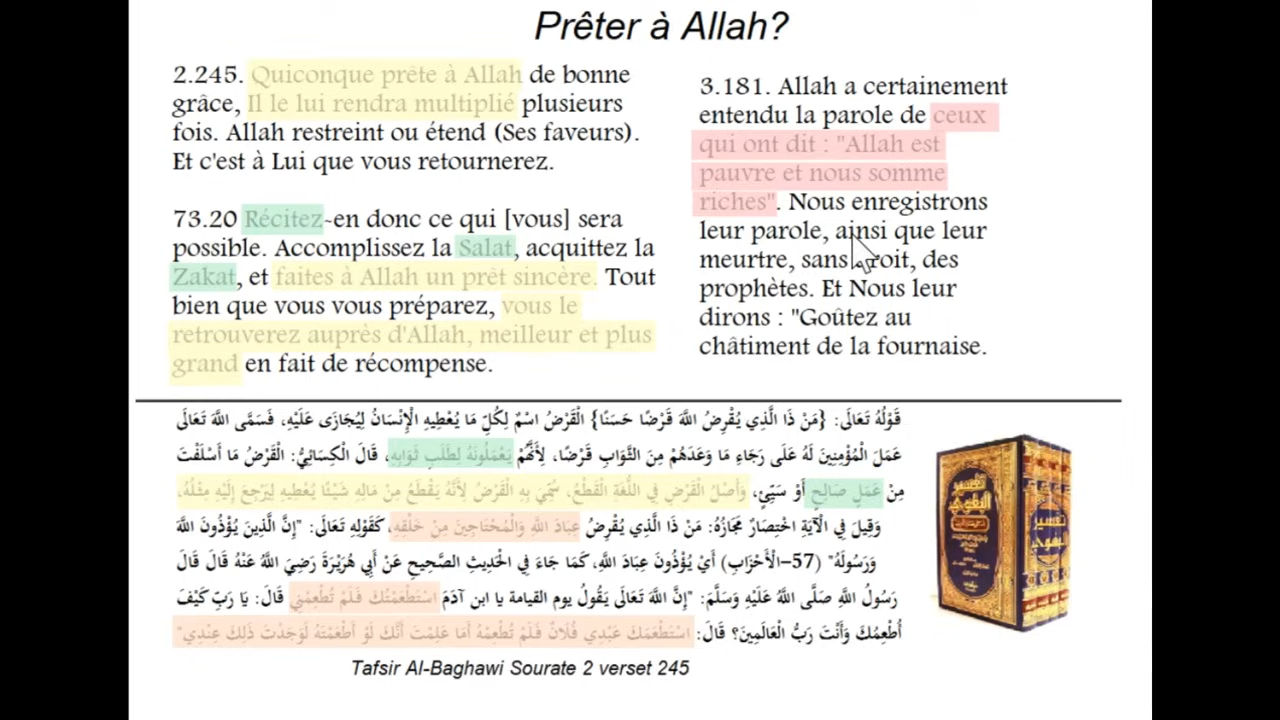 Prêter à Allah?
2.245. Quiconque prête à Allah de bonne
grâce, Il le lui rendra multiplié plusieurs
fois. Allah restreint ou étend (Ses faveurs).
Et c'est à Lui que vous retournerez.
73.20 Récitez-en donc ce qui [vous] sera
possible. Accomplissez la Salat, acquittez la
Zakat, et faites à Allah un prêt sincère. Tout
bien que vous vous préparez, vous le
retrouverez auprès d'Allah, meilleur et plus
grand en fait de récompense.
3.181. Allah a certainement
entendu la parole de ceux
qui ont dit : "Allah est
pauvre et nous somme
riches". Nous enregistrons
leur parole, ainsi que leur
meurtre, sans droit, des
prophètes. Et Nous leur
dirons : "Goûtez au
châtiment de la fournaise.
قَوْلُهُ تَعَالَى: {مَنْ ذَا الَّذِي يُقْرِضُ اللَّهَ قَرْضًا حَسَنًا} الْقَرْضُ اسْمٌ لِكُلِّ مَا يُعْطِيهِ الْإِنْسَانُ لِيُجَازَى عَلَيْهِ، فَسَمَّى اللَّهُ تَعَالَى
عَمَلَ الْمُؤْمِنِينَ لَهُ عَلَى رَجَاءِ مَا وَعَدَهُمْ مِنَ الثَّوَابِ قَرْضًا، لِأَنَّهُمْ يَعْمَلُونَهُ لِطَلَبِ ثَوَابِهِ، قَالَ الْكِسَائِيُّ: الْقَرْضُ مَا أَسْلَفْتَ
مِنْ عَمَلٍ صَالِحٍ أَوْ سَيِّئٍ، وَأَصْلُ الْقَرْضِ فِي اللُّغَةِ الْقَطْعُ، سُمِّيَ بِهِ الْقَرْضُ لِأَنَّهُ يَقْطَعُ مِنْ مَالِهِ شَيْئًا يُعْطِيهِ لِيَرْجِعَ إِلَيْهِ مِثْلُهُ،
وَقِيلَ فِي الْآيَةِ اخْتِصَارٌ مَجَازُهُ: مَنْ ذَا الَّذِي يُقْرِضُ عِبَادَ اللَّهِ وَالْمُحْتَاجِينَ مِنْ خَلْقِهِ، كَقَوْلِهِ تَعَالَى: "إِنَّ الَّذِينَ يُؤْذُونَ اللَّهَ
وَرَسُولَهُ" (57-الْأَحْزَابِ) أَيْ يُؤْذُونَ عِبَادَ اللَّهِ، كَمَا جَاءَ فِي الْحَدِيثِ الصَّحِيحِ عَنْ أَبِي هُرَيْرَةَ رَضِيَ اللَّهُ عَنْهُ قَالَ قَالَ
رَسُولُ اللَّهِ صَلَّى اللَّهُ عَلَيْهِ وَسَلَّمَ: "إِنَّ اللَّهَ تَعَالَى يَقُولُ يوم القيامة يا ابن آدَمَ اسْتَطْعَمْتُكَ فَلَمْ تُطْعِمْنِي قَالَ: يَا رَبِّ كَيْفَ
أُطْعِمُكَ وَأَنْتَ رَبُّ الْعَالَمِينَ؟ قَالَ: اسْتَطْعَمَكَ عَبْدِي فُلَانٌ فَلَمْ تُطْعِمْهُ أَمَا عَلِمْتَ أَنَّكَ لَوْ أَطْعَمْتَهُ لَوَجَدْتَ ذَلِكَ عِنْدِي"
Tafsir Al-Baghawi Sourate 2 verset 245
تفسير
البغوي